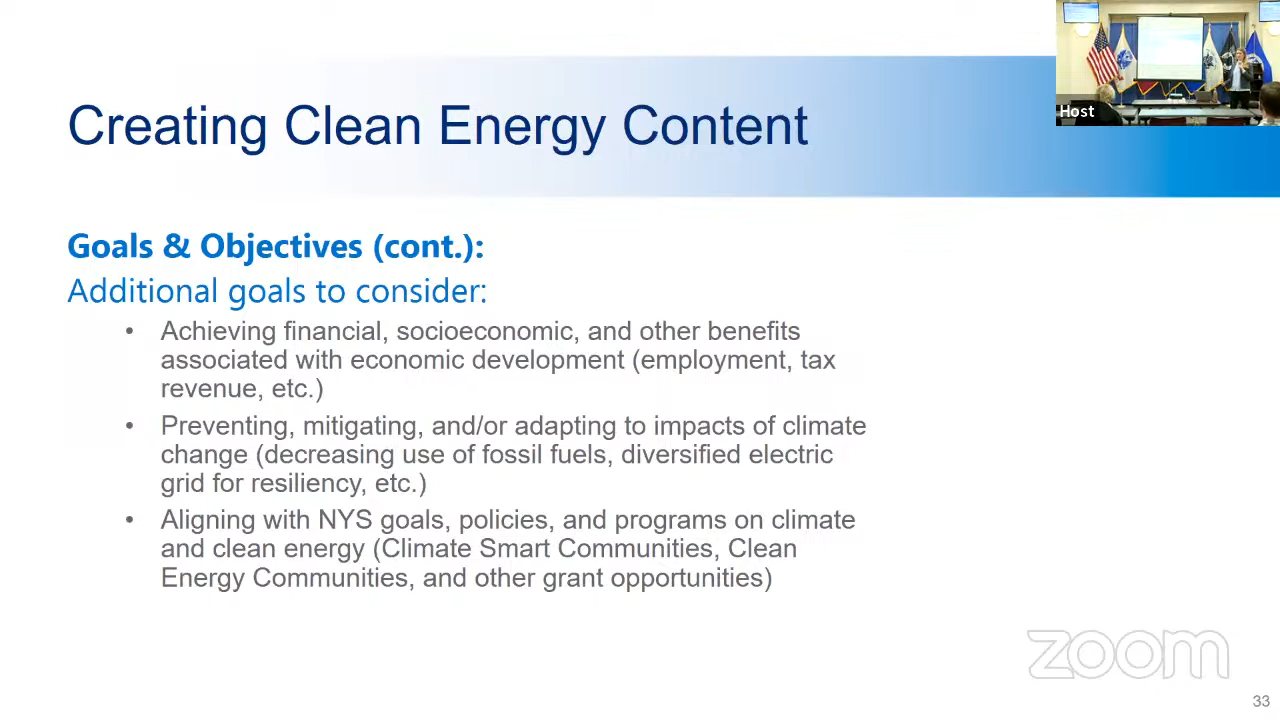 Host
Creating Clean Energy Content
Goals & Objectives (cont.):
Additional goals to consider:
• Achieving financial, socioeconomic, and other benefits
associated with economic development (employment, tax
revenue, etc.)
• Preventing, mitigating, and/or adapting to impacts of climate
change (decreasing use of fossil fuels, diversified electric
grid for resiliency, etc.)
• Aligning with NYS goals, policies, and programs on climate
and clean energy (Climate Smart Communities, Clean
Energy Communities, and other grant opportunities)
zoom
33